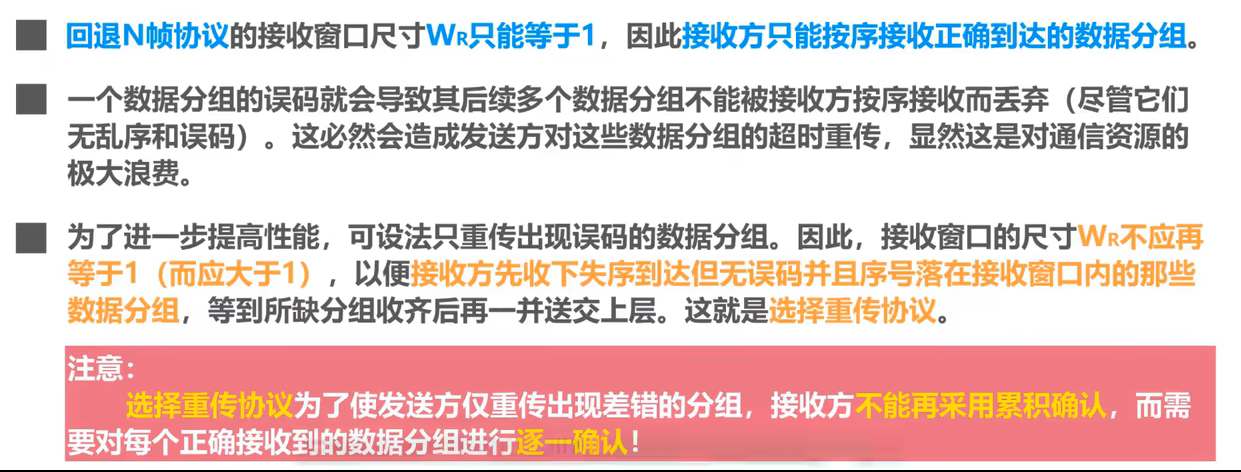 回退N帧协议的接收窗口尺寸WR只能等于1，因此接收方只能按序接收正确到达的数据分组。
一个数据分组的误码就会导致其后续多个数据分组不能被接收方按序接收而丢弃（尽管它们
无乱序和误码）。这必然会造成发送方对这些数据分组的超时重传，显然这是对通信资源的
极大浪费。
为了进一步提高性能，可设法只重传出现误码的数据分组。因此，接收窗口的尺寸WR不应再
等于1（而应大于1），以便接收方先收下失序到达但无误码并且序号落在接收窗口内的那些
数据分组，等到所缺分组收齐后再一并送交上层。这就是选择重传协议。
注意：
选择重传协议为了使发送方仅重传出现差错的分组，接收方不能再采用累积确认，而需
要对每个正确接收到的数据分组进行逐一确认！